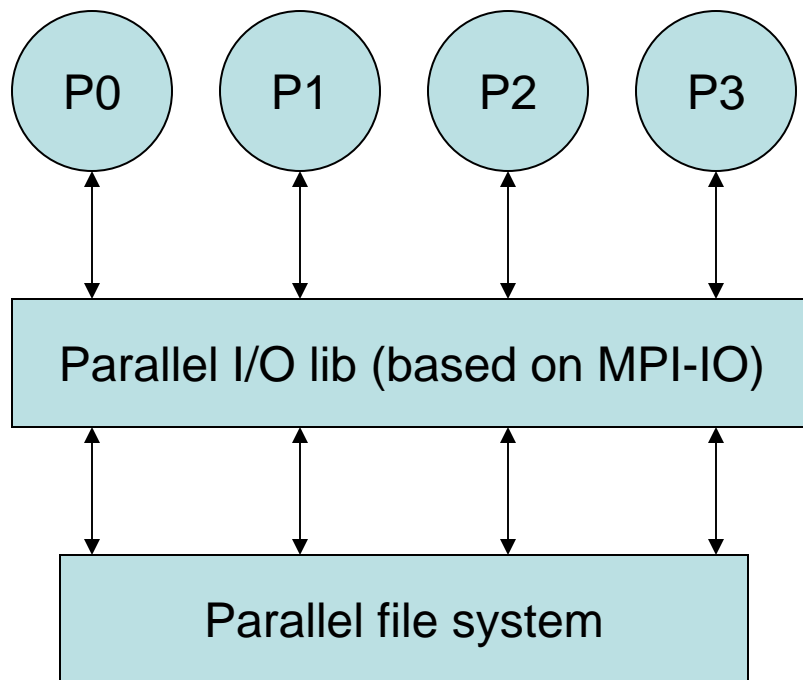 P0 P1 P2 P3
Parallel I/O lib (based on MPI-IO)
Parallel file system